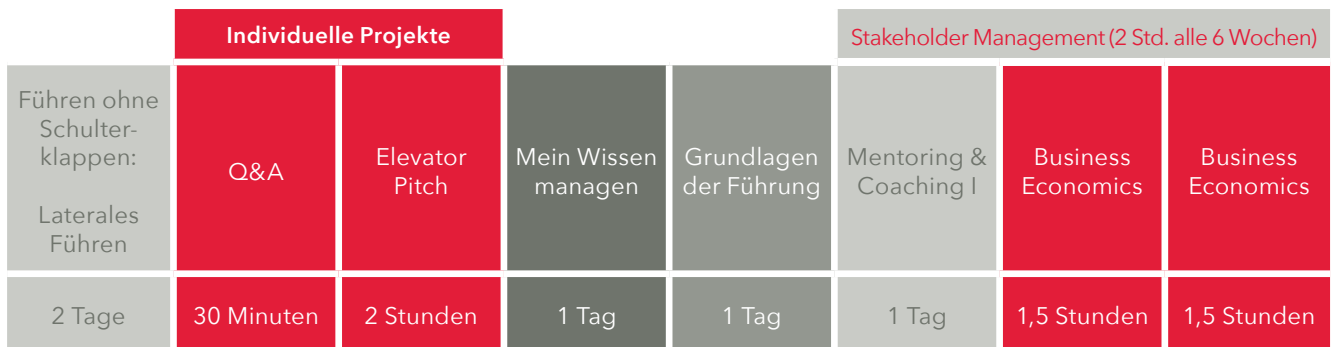 Individuelle Projekte
Stakeholder Management (2 Std. alle 6 Wochen)
Führen ohne
Schulter-
klappen:
Laterales
Führen
Q&A
Elevator
Pitch
Mein Wissen
managen
Grundlagen
der Führung
Mentoring &
Coaching I
Business
Economics
Business
Economics
2 Tage
30 Minuten
2 Stunden
1 Tag
1 Tag
1 Tag
1,5 Stunden
1,5 Stunden